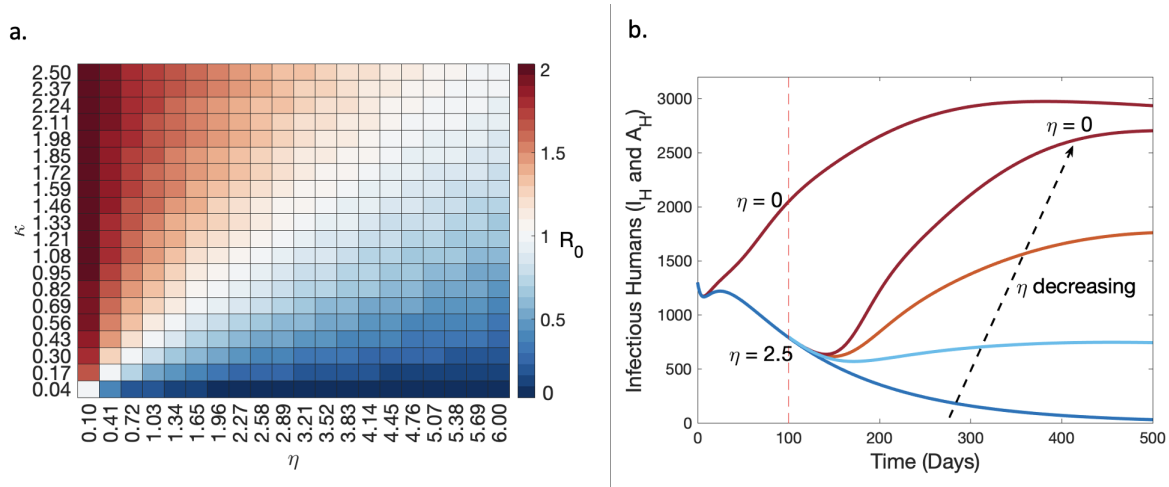 a.
2.50
2.37
2.24
2.11
1.98
1.85
1.72
1.59
1.46
1.33
1.21
1.08
0.95
0.82
0.69
0.56
0.43
0.30
0.17
0.04
κ
0.10 0.41 0.72 1.03 1.34 1.65 1.96 2.27 2.58 2.89 3.21 3.52 3.83 4.14 4.45 4.76 5.07 5.38 5.69 6.00
η
2
1.5
1
0.5
0
R0
b.
3000
2500
2000
1500
1000
500
0
Infectious Humans (IH and AH)
η = 0
η = 0
η decreasing
η = 2.5
0 100 200 300 400 500
Time (Days)